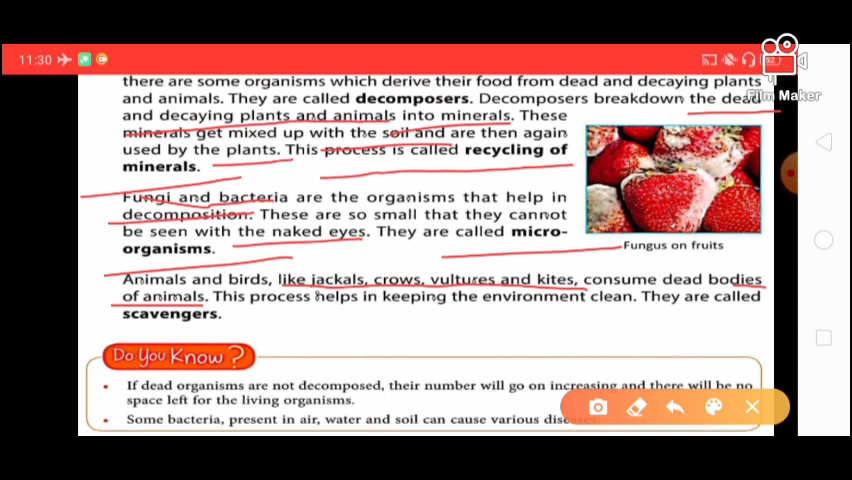 11:30
Film Maker
there are some organisms which derive their food from dead and decaying plants
and animals. They are called decomposers. Decomposers breakdown the dead
and decaying plants and animals into minerals. These
minerals get mixed up with the soil and are then again
used by the plants. This process is called recycling of
minerals.
Fungi and bacteria are the organisms that help in
decomposition. These are so small that they cannot
be seen with the naked eyes. They are called micro-
organisms.
Fungus on fruits
Animals and birds, like jackals, crows, vultures and kites, consume dead bodies
of animals. This process helps in keeping the environment clean. They are called
scavengers.
Do You Know?
• If dead organisms are not decomposed, their number will go on increasing and there will be no
space left for the living organisms.
• Some bacteria, present in air, water and soil can cause various diseases.